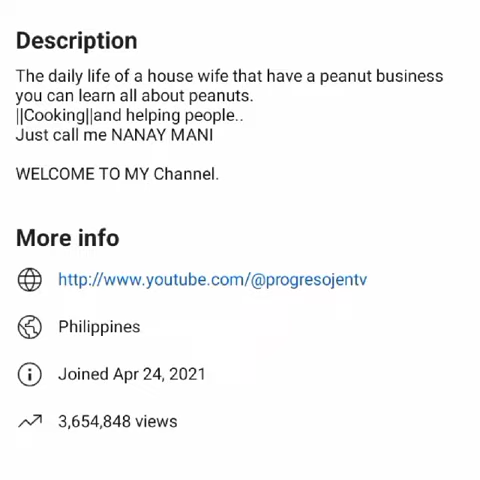 Description
The daily life of a house wife that have a peanut business
you can learn all about peanuts.
||Cooking||and helping people..
Just call me NANAY MANI
WELCOME TO MY Channel.
More info
http://www.youtube.com/@progresojentv
Philippines
Joined Apr 24, 2021
3,654,848 views